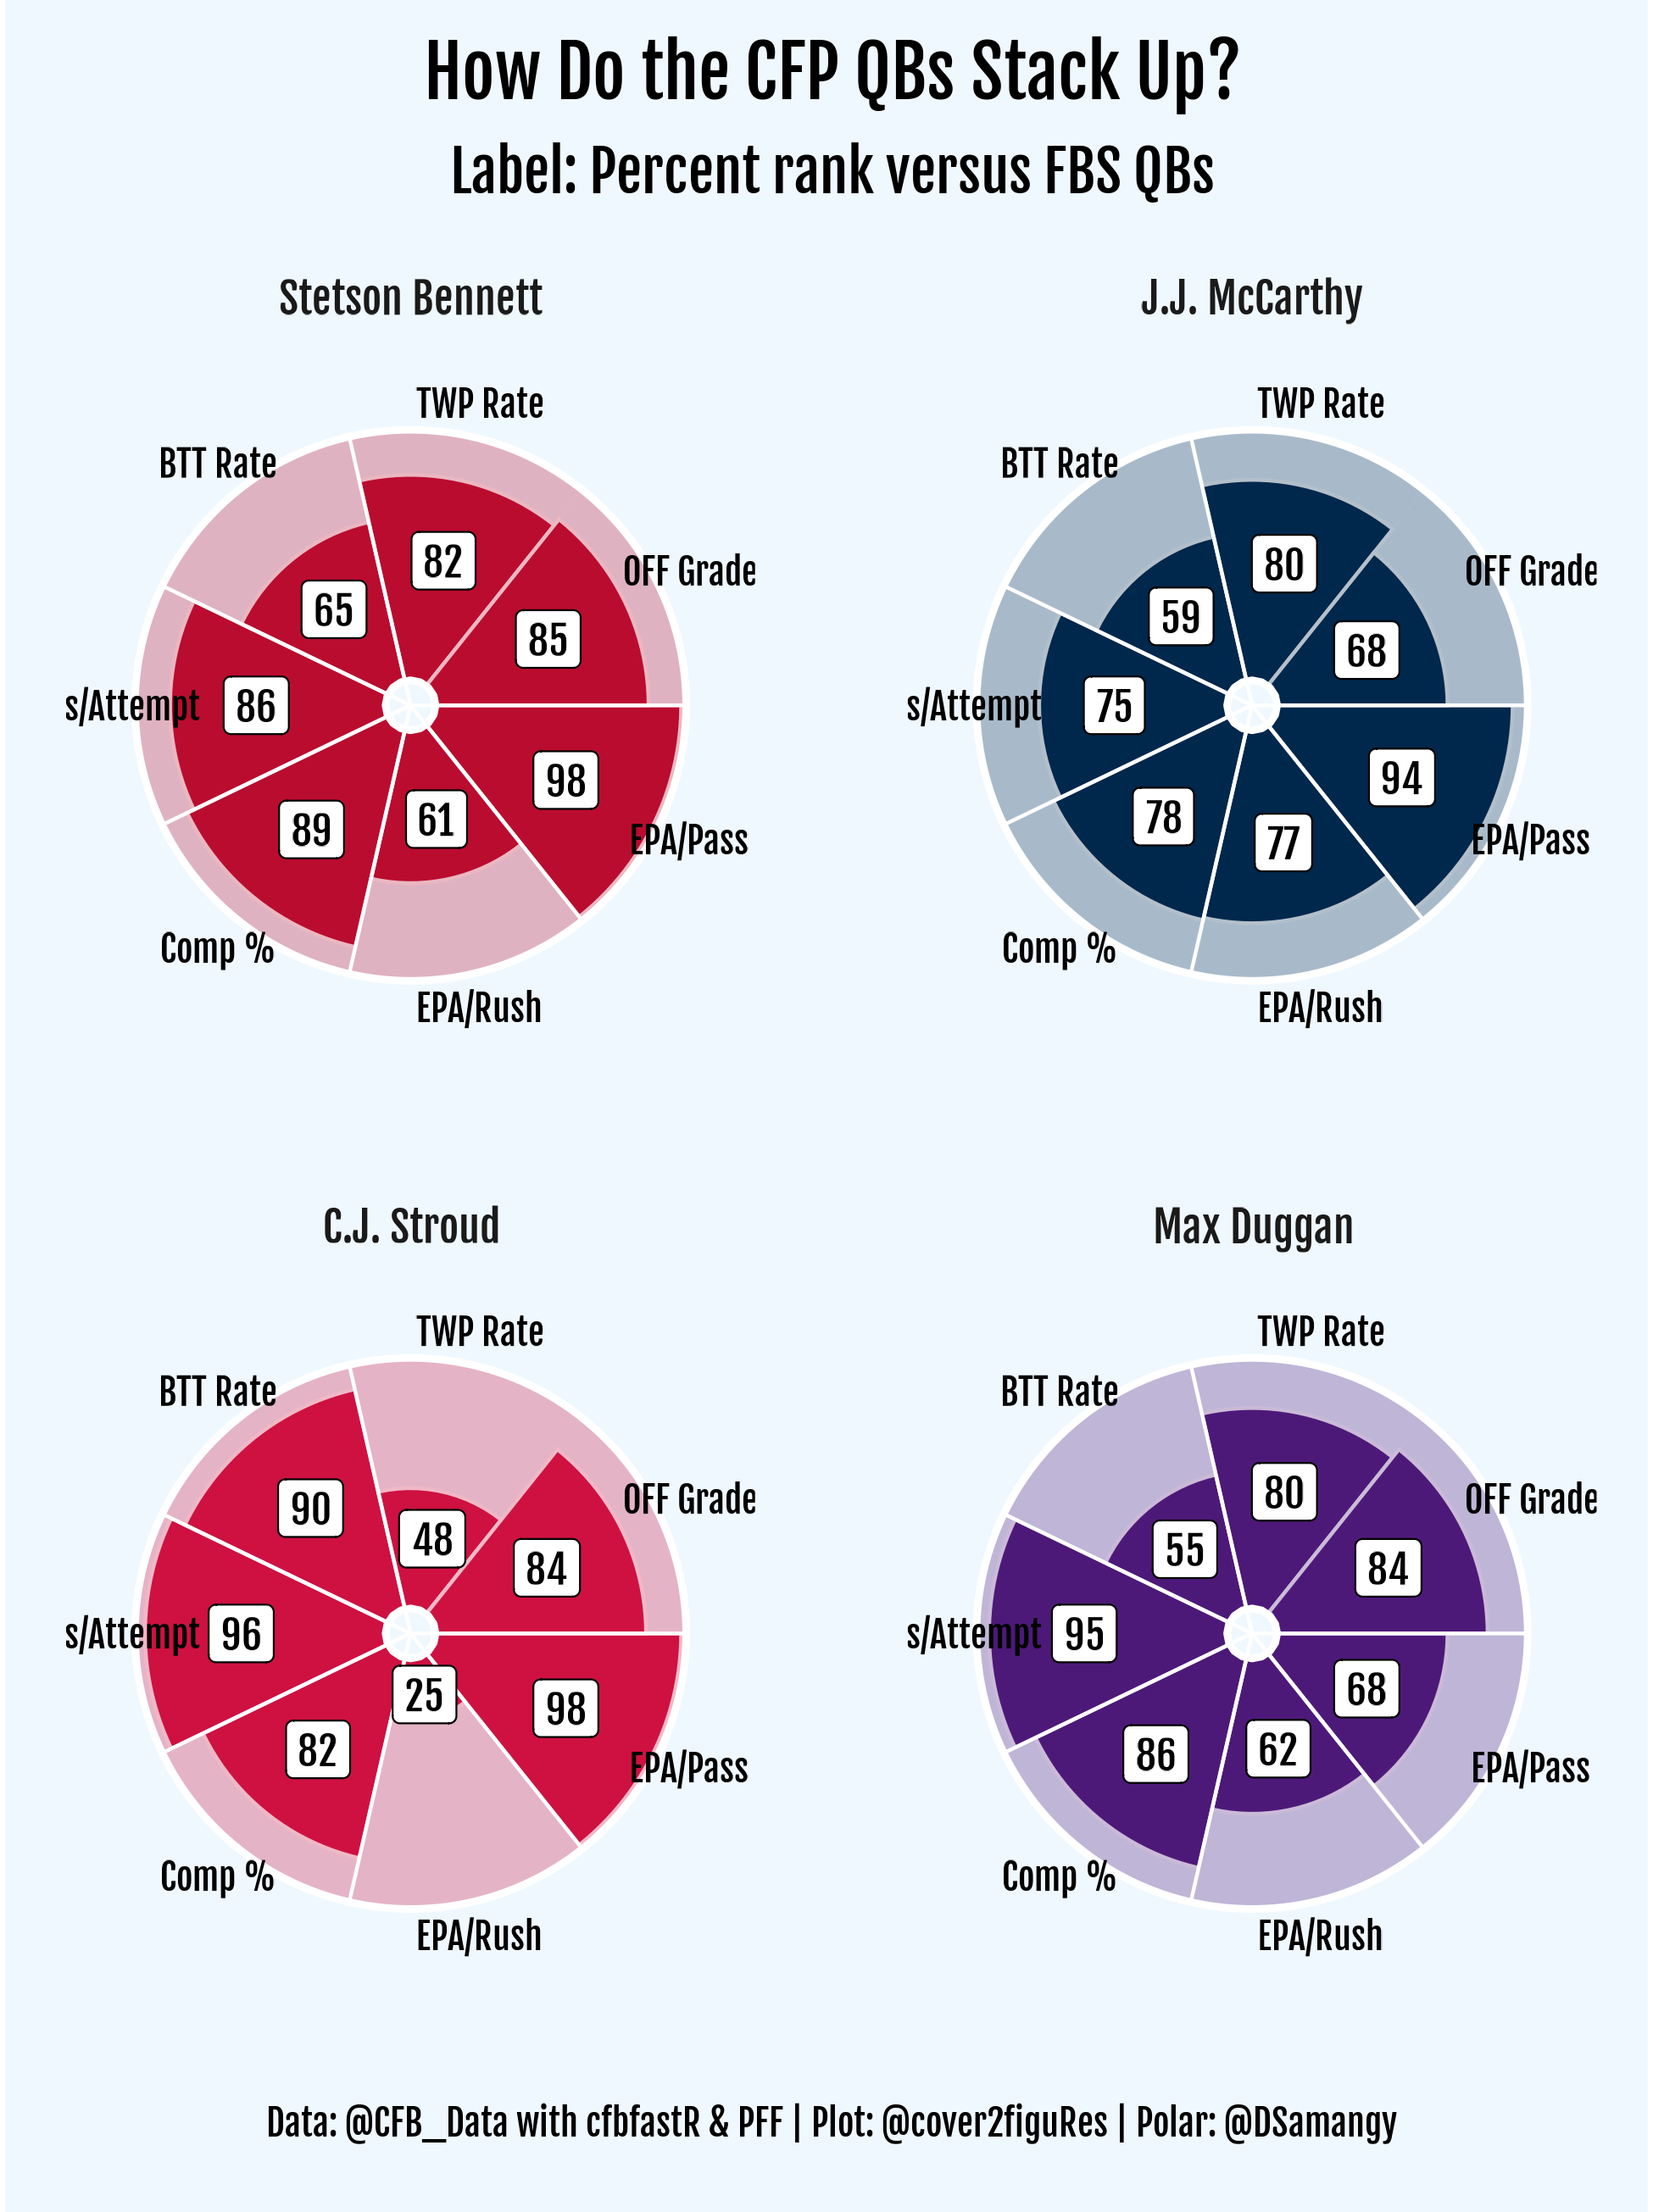 How Do the CFP QBs Stack Up?
Label: Percent rank versus FBS QBs
Stetson Bennett
TWP Rate
BTT Rate
82
OFF Grade
65
85
s/Attempt
86
98
89
61
EPA/Pass
Comp %
EPA/Rush
J.J. McCarthy
TWP Rate
BTT Rate
80
OFF Grade
59
68
s/Attempt
75
94
78
77
EPA/Pass
Comp %
EPA/Rush
C.J. Stroud
TWP Rate
BTT Rate
OFF Grade
90
48
84
s/Attempt
96
25
98
82
EPA/Pass
Comp %
EPA/Rush
Max Duggan
TWP Rate
BTT Rate
80
OFF Grade
55
84
s/Attempt
95
68
86
62
EPA/Pass
Comp %
EPA/Rush
Data: @CFB_Data with cfbfastR & PFF | Plot: @cover2figuRes | Polar: @DSamangy